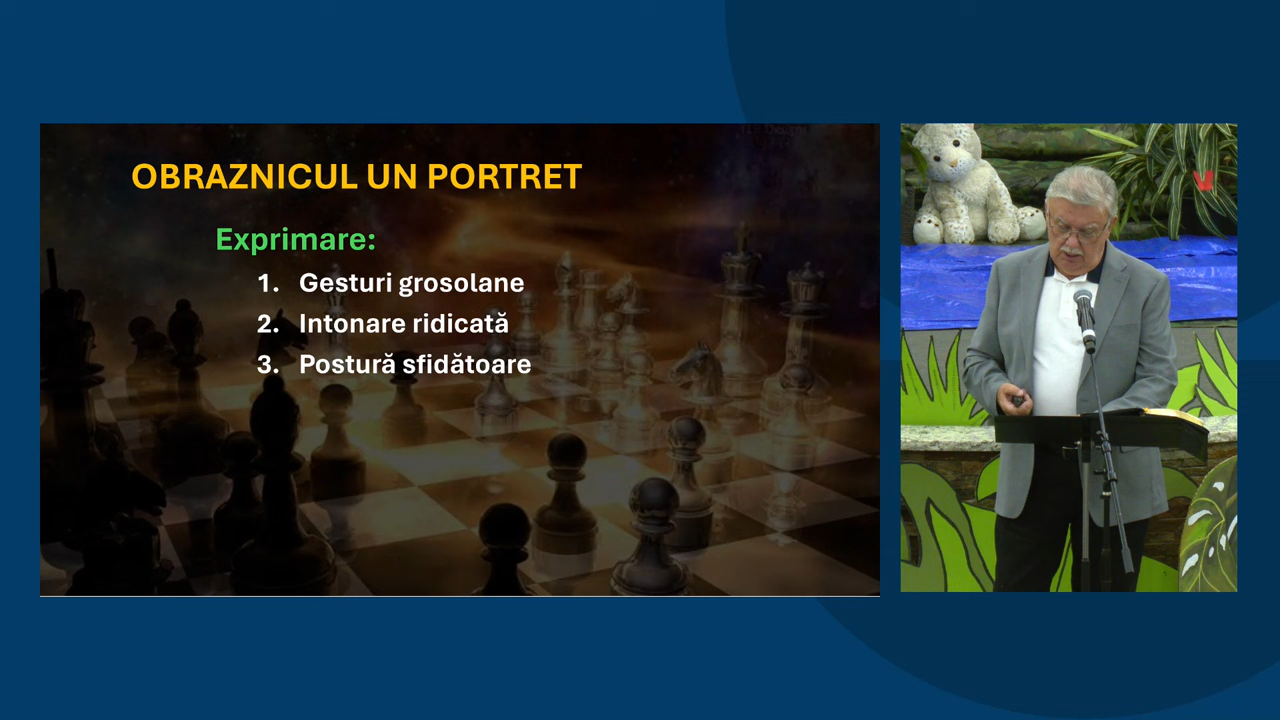 OBRAZNICUL UN PORTRET
Exprimare:
1. Gesturi grosolane
2. Intonare ridicată
3. Postură sfidătoare